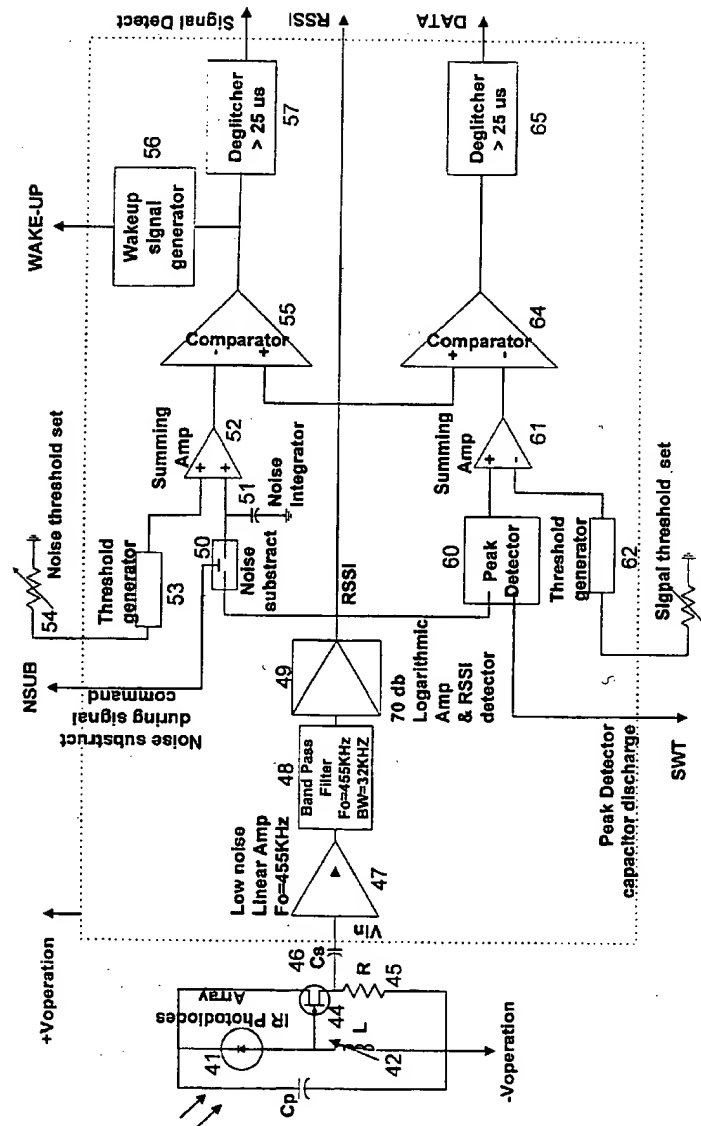 Signal Detect
RSSI
DATA
WAKE-UP
56
Wakeup
signal
generator
Deglitcher
> 25 us
57
Deglitcher
> 25 us
65
Comparator
-
+
55
Comparator
+
-
64
Summing
Amp
+
+
52
Noise
Integrator
51
Summing
Amp
+
-
61
Noise threshold set
54
Threshold
generator
53
50
Noise
substract
RSSI
60
Peak
Detector
Threshold
generator
62
Sigpal threshold set
NSUB
Noise substruct
command
during signal
49
70 db
Logarithmic
Amp
& RSSI
detector
48
Band Pass
Filter
Fo=455KHz
BW=32KHZ
SWT
Peak Detector
capacitor discharge
Low noise
Linear Amp
Fo=455KHz
47
Vin
+Voperation
46
Cs
R
45
IR Photodiodes
Array
44
41
L
42
Cp
-Voperation